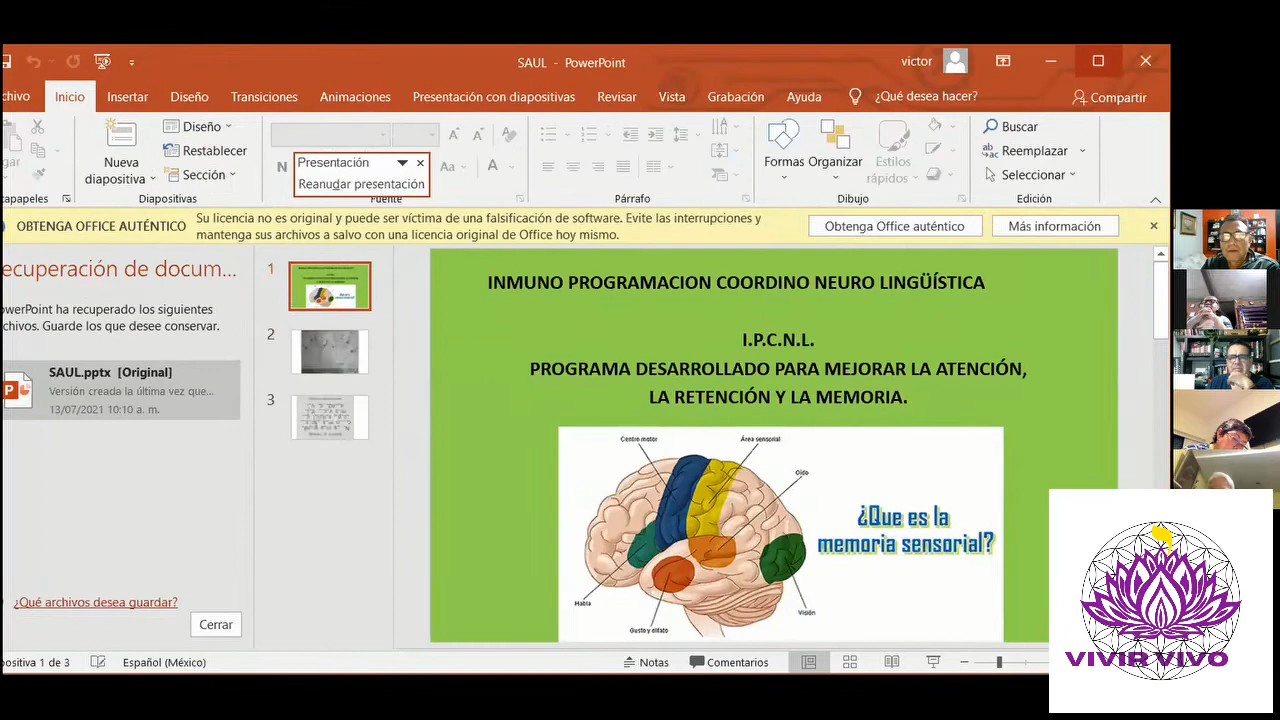 SAUL - PowerPoint
victor
chivo
Inicio
Insertar
Diseño
Transiciones
Animaciones
Presentación con diapositivas
Revisar
Vista
Grabación
Ayuda
¿Qué desea hacer?
Compartir
Nueva
diapositiva
Diseño
Restablecer
Sección
N
Aa
A
Presentación
Reanudar presentación
Formas
Organizar
Estilos
rápidos
Buscar
Reemplazar
Seleccionar
tapapeles
Diapositivas
Fuente
Párrafo
Dibujo
Edición
OBTENGA OFFICE AUTÉNTICO
Su licencia no es original y puede ser víctima de una falsificación de software. Evite las interrupciones y
mantenga sus archivos a salvo con una licencia original de Office hoy mismo.
Obtenga Office auténtico
Más información
ecuperación de docum...
owerPoint ha recuperado los siguientes
chivos. Guarde los que desee conservar.
SAUL.pptx [Original]
Versión creada la última vez que...
13/07/2021 10:10 a. m.
¿Qué archivos desea guardar?
Cerrar
1
2
3
INMUNO PROGRAMACION COORDINO NEURO LINGÜÍSTICA
I.P.C.N.L.
PROGRAMA DESARROLLADO PARA MEJORAR LA ATENCIÓN,
LA RETENCIÓN Y LA MEMORIA.
Centro motor
Área sensorial
Oído
¿Que es la
memoria sensorial?
Habla
Visión
Gusto y olfato
VIVIR VIVO
positiva 1 de 3
Español (México)
Notas
Comentarios